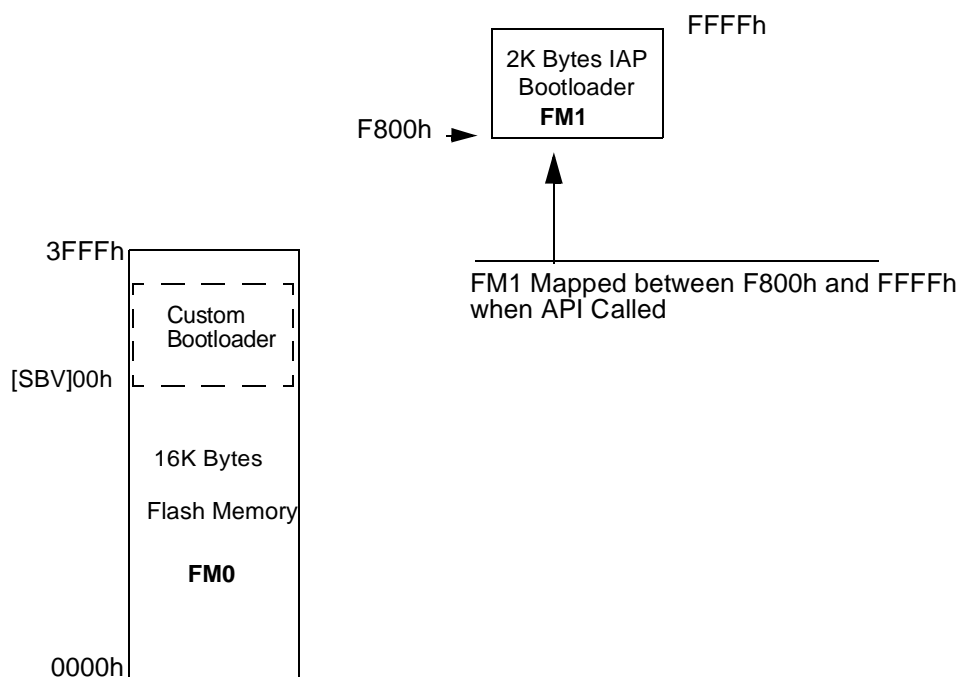 FFFFh
2K Bytes IAP
Bootloader
FM1
F800h
3FFFh
FM1 Mapped between F800h and FFFFh
when API Called
Custom
Bootloader
[SBV]00h
16K Bytes
Flash Memory
FM0
0000h